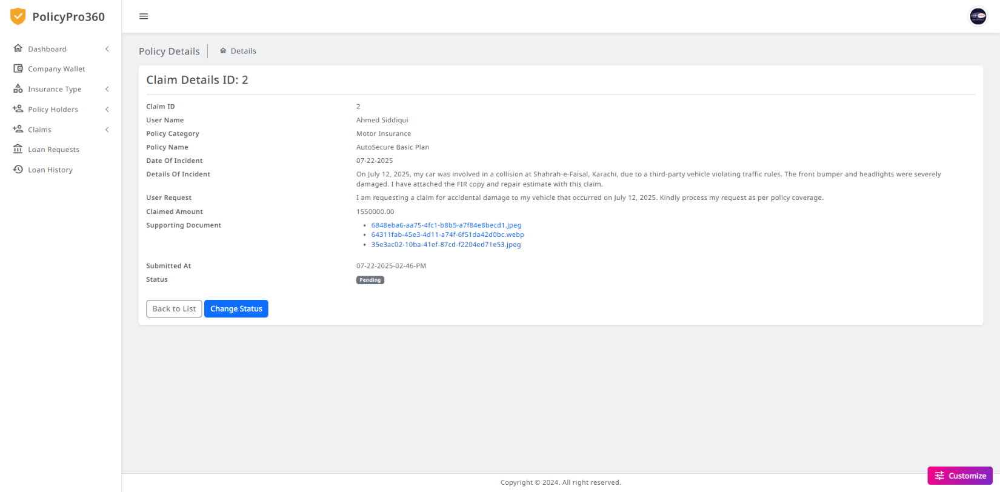 PolicyPro360
Dashboard
Company Wallet
Insurance Type
Policy Holders
Claims
Loan Requests
Loan History
Policy Details
Details
Claim Details ID: 2
Claim ID 2
User Name Ahmed Siddiqui
Policy Category Motor Insurance
Policy Name AutoSecure Basic Plan
Date Of Incident 07-22-2025
Details Of Incident On July 12, 2025, my car was involved in a collision at Shahrah-e-Faisal, Karachi, due to a third-party vehicle violating traffic rules. The front bumper and headlights were severely
damaged. I have attached the FIR copy and repair estimate with this claim.
User Request I am requesting a claim for accidental damage to my vehicle that occurred on July 12, 2025. Kindly process my request as per policy coverage.
Claimed Amount 1550000.00
Supporting Document • 6848eba6-aa75-4fc1-b8b5-a7f84e8becd1.jpeg
• 64311fab-45e3-4d11-a74f-6f51da42d0bc.webp
• 35e3ac02-10ba-41ef-87cd-f2204ed71e53.jpeg
Submitted At 07-22-2025-02-46-PM
Status Pending
Back to List Change Status
Customize
Copyright © 2024. All right reserved.